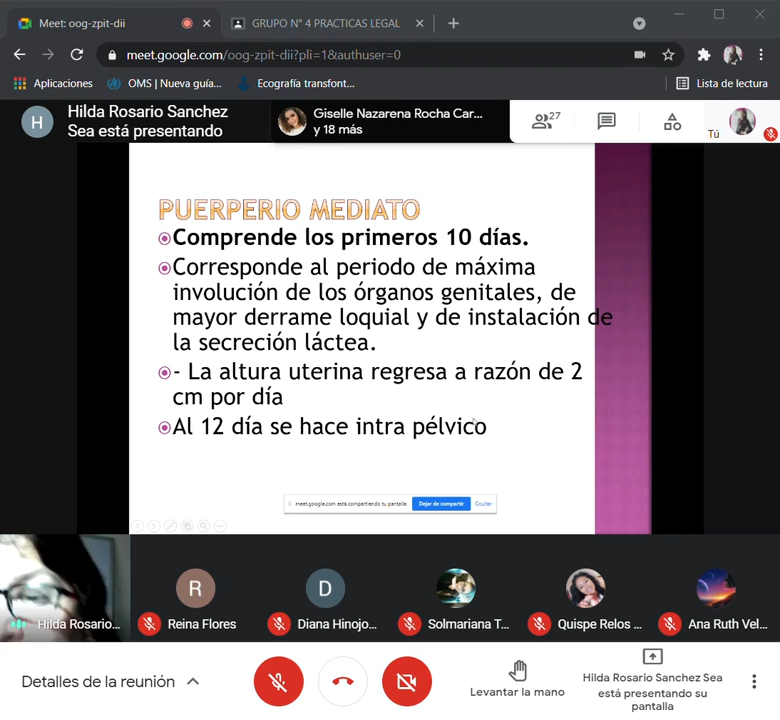 Meet: oog-zpit-dii
GRUPO N° 4 PRACTICAS LEGAL
meet.google.com/oog-zpit-dii?pli=1&authuser=0
Aplicaciones
OMS | Nueva guía...
Ecografía transfont...
Lista de lectura
H
Hilda Rosario Sanchez
Sea está presentando
Giselle Nazarena Rocha Car...
y 18 más
27
Tú
PUERPERIO MEDIATO
Comprende los primeros 10 días.
Corresponde al periodo de máxima
involución de los órganos genitales, de
mayor derrame loquial y de instalación de
la secreción láctea.
- La altura uterina regresa a razón de 2
cm por día
Al 12 día se hace intra pélvico
meet.google.com está compartiendo tu pantalla.
Dejar de compartir
Ocultar
R
D
Hilda Rosario...
Reina Flores
Diana Hinojo...
Solmariana T...
Quispe Relos ...
Ana Ruth Vel...
Detalles de la reunión
Levantar la mano
Hilda Rosario Sanchez Sea
está presentando su
pantalla